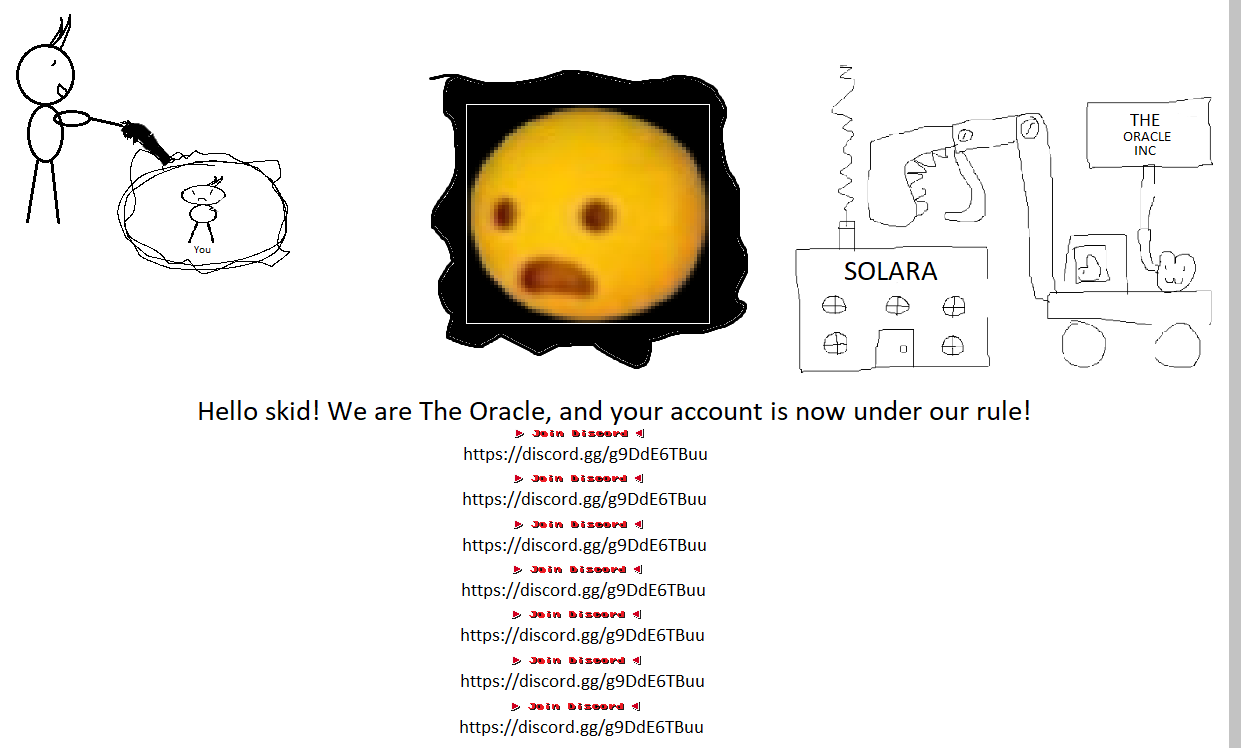 You
SOLARA
THE
ORACLE
INC
Hello skid! We are The Oracle, and your account is now under our rule!
Join Discord
https://discord.gg/g9DdE6TBuu
Join Discord
https://discord.gg/g9DdE6TBuu
Join Discord
https://discord.gg/g9DdE6TBuu
Join Discord
https://discord.gg/g9DdE6TBuu
Join Discord
https://discord.gg/g9DdE6TBuu
Join Discord
https://discord.gg/g9DdE6TBuu
Join Discord
https://discord.gg/g9DdE6TBuu